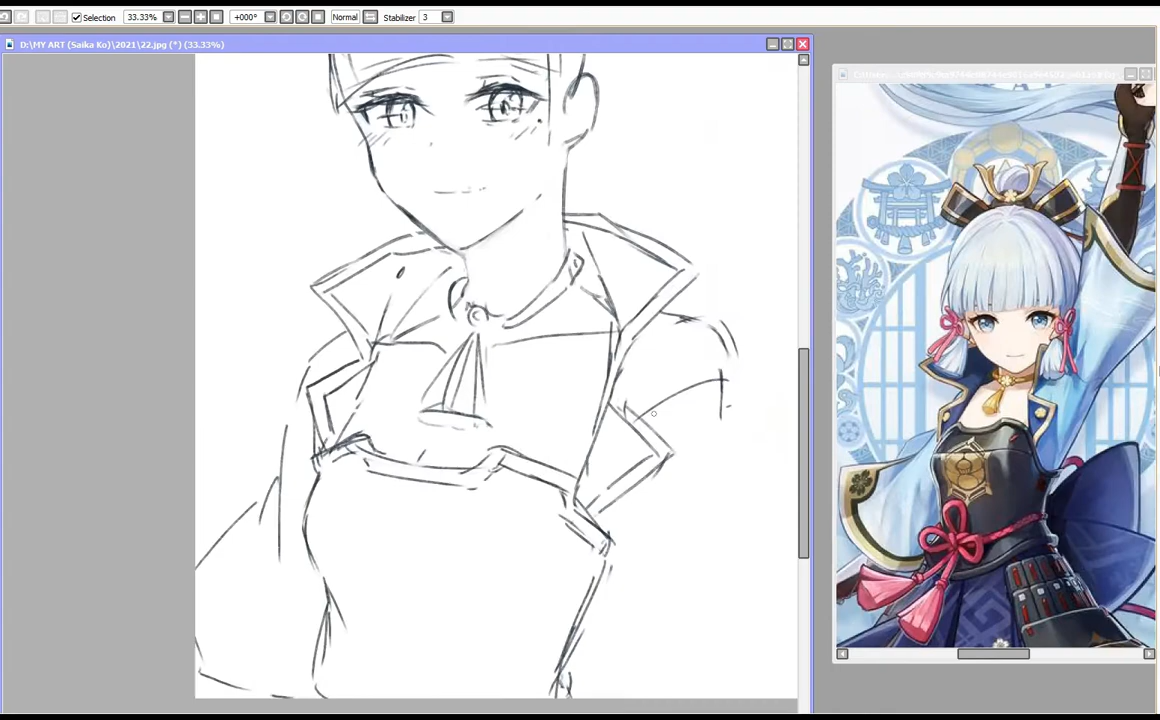 Selection 33.33% +000° Normal Stabilizer 3
D:\MY ART (Saika Ko)\2021\22.jpg (*) (33.33%)